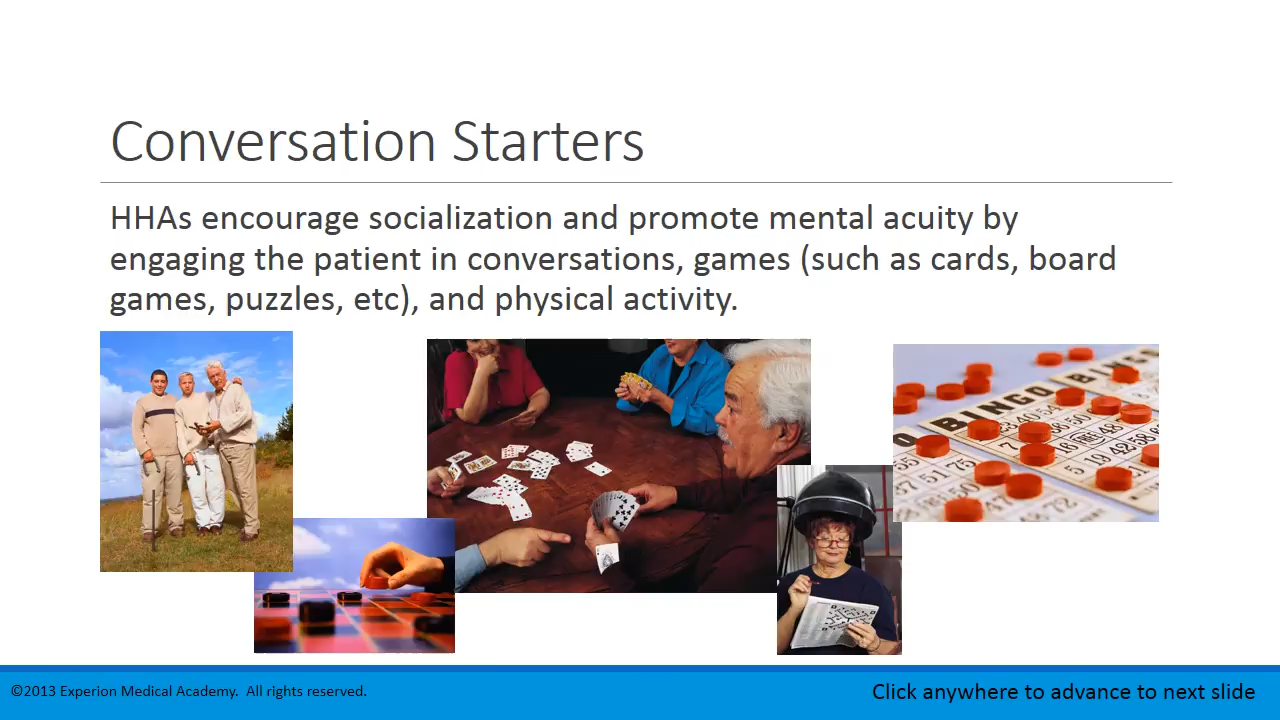 Conversation Starters
HHAs encourage socialization and promote mental acuity by
engaging the patient in conversations, games (such as cards, board
games, puzzles, etc), and physical activity.
BINGO
BINGO
©2013 Experion Medical Academy.  All rights reserved.
Click anywhere to advance to next slide